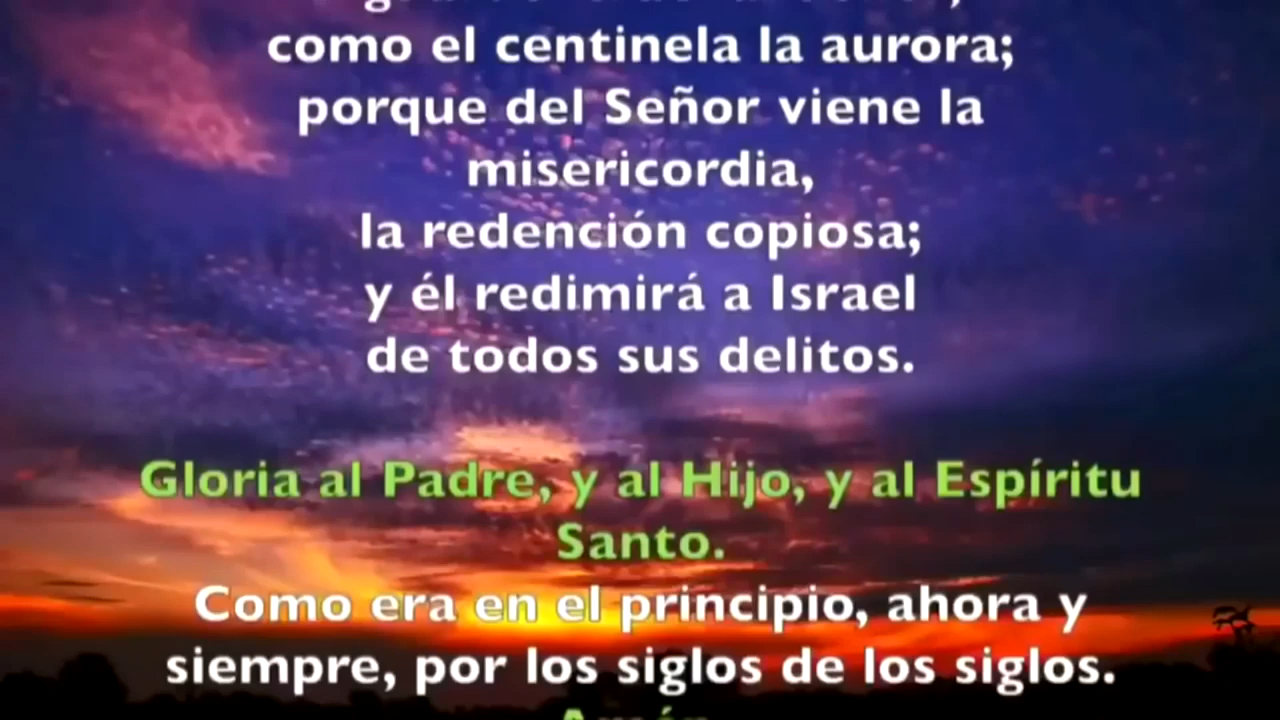 como el centinela la aurora;
porque del Señor viene la
misericordia,
la redención copiosa;
y él redimirá a Israel
de todos sus delitos.
Gloria al Padre, y al Hijo, y al Espíritu
Santo.
Como era en el principio, ahora y
siempre, por los siglos de los siglos.